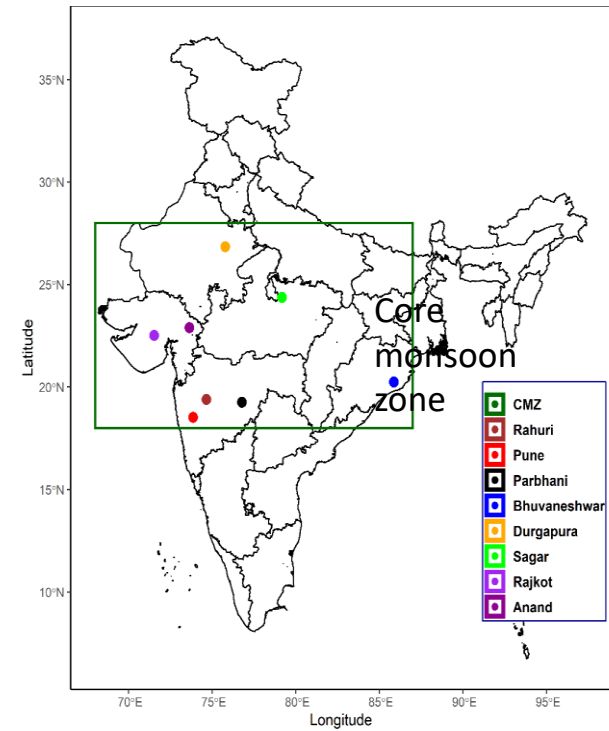 35°N
30°N
25°N
20°N
15°N
10°N
Latitude
Core
monsoon
zone
CMZ
Rahuri
Pune
Parbhani
Bhuvaneshwar
Durgapura
Sagar
Rajkot
Anand
70°E 75°E 80°E 85°E 90°E 95°E
Longitude